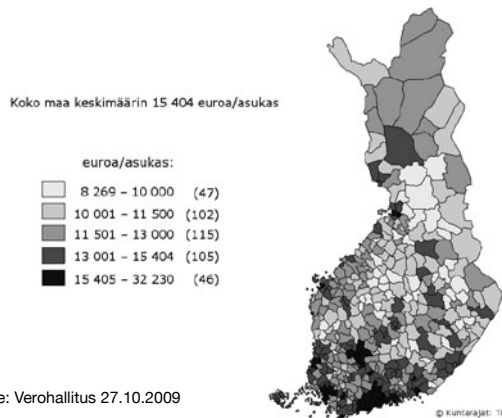 Koko maa keskimäärin 15 404 euroa/asukas
euroa/asukas:
8 269 – 10 000 (47)
10 001 – 11 500 (102)
11 501 – 13 000 (115)
13 001 – 15 404 (105)
15 405 – 32 230 (46)
e: Verohallitus 27.10.2009
© Kuntarajat: